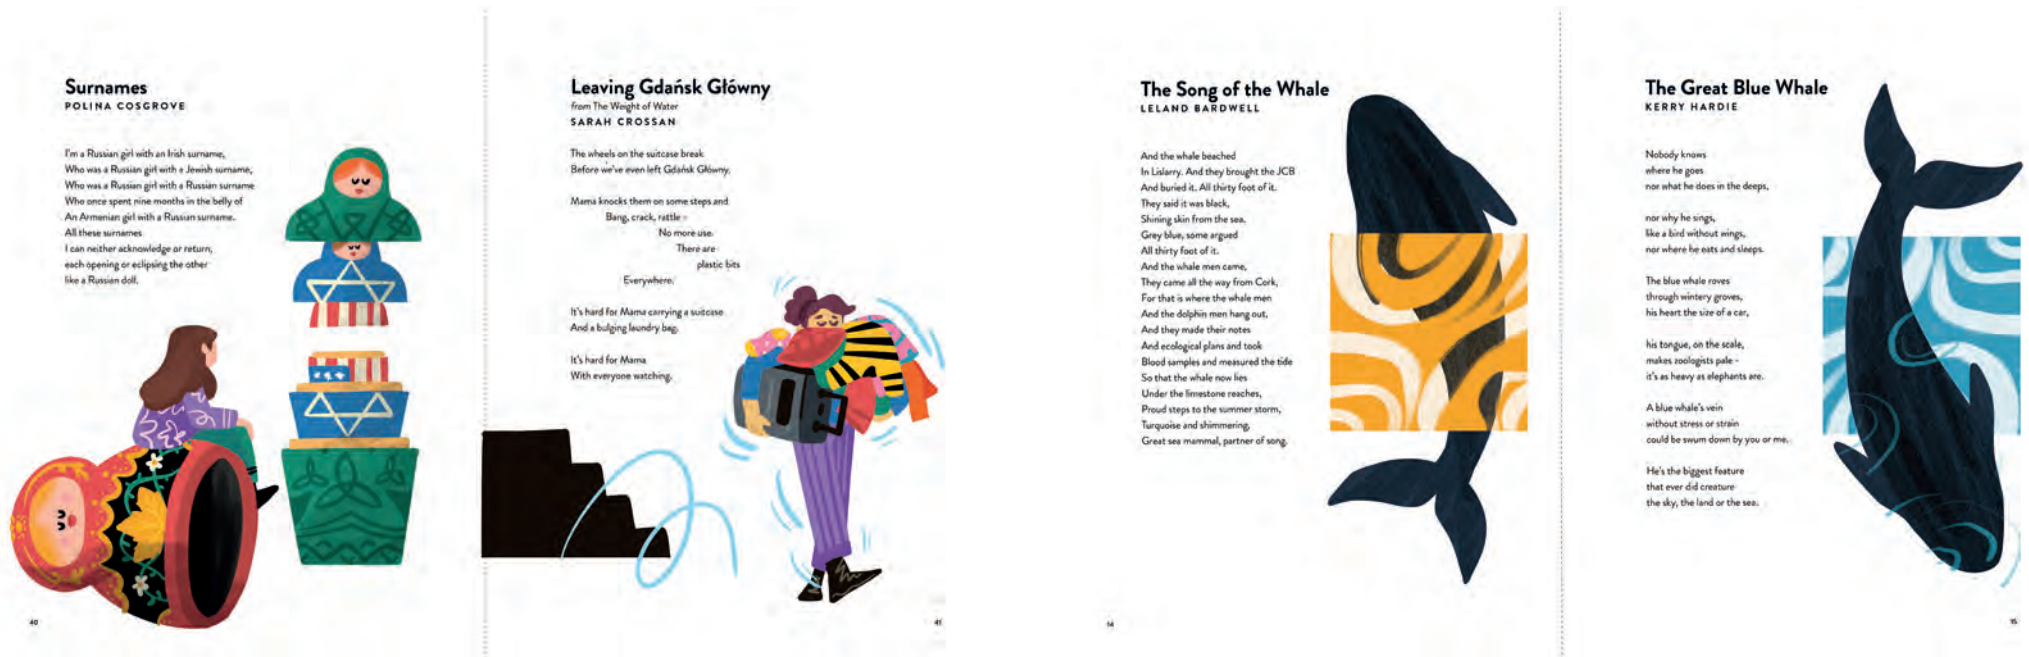 Surnames
POLINA COSGROVE
I'm a Russian girl with an Irish surname,
Who was a Russian girl with a Jewish surname,
Who was a Russian girl with a Russian surname
Who once spent nine months in the belly of
An Armenian girl with a Russian surname.
All these surnames
I can neither acknowledge or return,
each opening or eclipsing the other
like a Russian doll.
40
Leaving Gdańsk Główny
from The Weight of Water
SARAH CROSSAN
The wheels on the suitcase break
Before we've even left Gdańsk Główny.
Mama knocks them on some steps and
Bang, crack, rattle –
No more use.
There are
plastic bits
Everywhere.
It's hard for Mama carrying a suitcase
And a bulging laundry bag.
It's hard for Mama
With everyone watching.
41
The Song of the Whale
LELAND BARDWELL
And the whale beached
In Lislarry. And they brought the JCB
And buried it. All thirty foot of it.
They said it was black,
Shining skin from the sea.
Grey blue, some argued
All thirty foot of it.
And the whale men came,
They came all the way from Cork,
For that is where the whale men
And the dolphin men hang out,
And they made their notes
And ecological plans and took
Blood samples and measured the tide
So that the whale now lies
Under the limestone reaches,
Proud steps to the summer storm,
Turquoise and shimmering,
Great sea mammal, partner of song.
14
The Great Blue Whale
KERRY HARDIE
Nobody knows
where he goes
nor what he does in the deeps,
nor why he sings,
like a bird without wings,
nor where he eats and sleeps.
The blue whale roves
through wintery groves,
his heart the size of a car,
his tongue, on the scale,
makes zoologists pale –
it's as heavy as elephants are.
A blue whale's vein
without stress or strain
could be swum down by you or me.
He's the biggest feature
that ever did creature
the sky, the land or the sea.
15